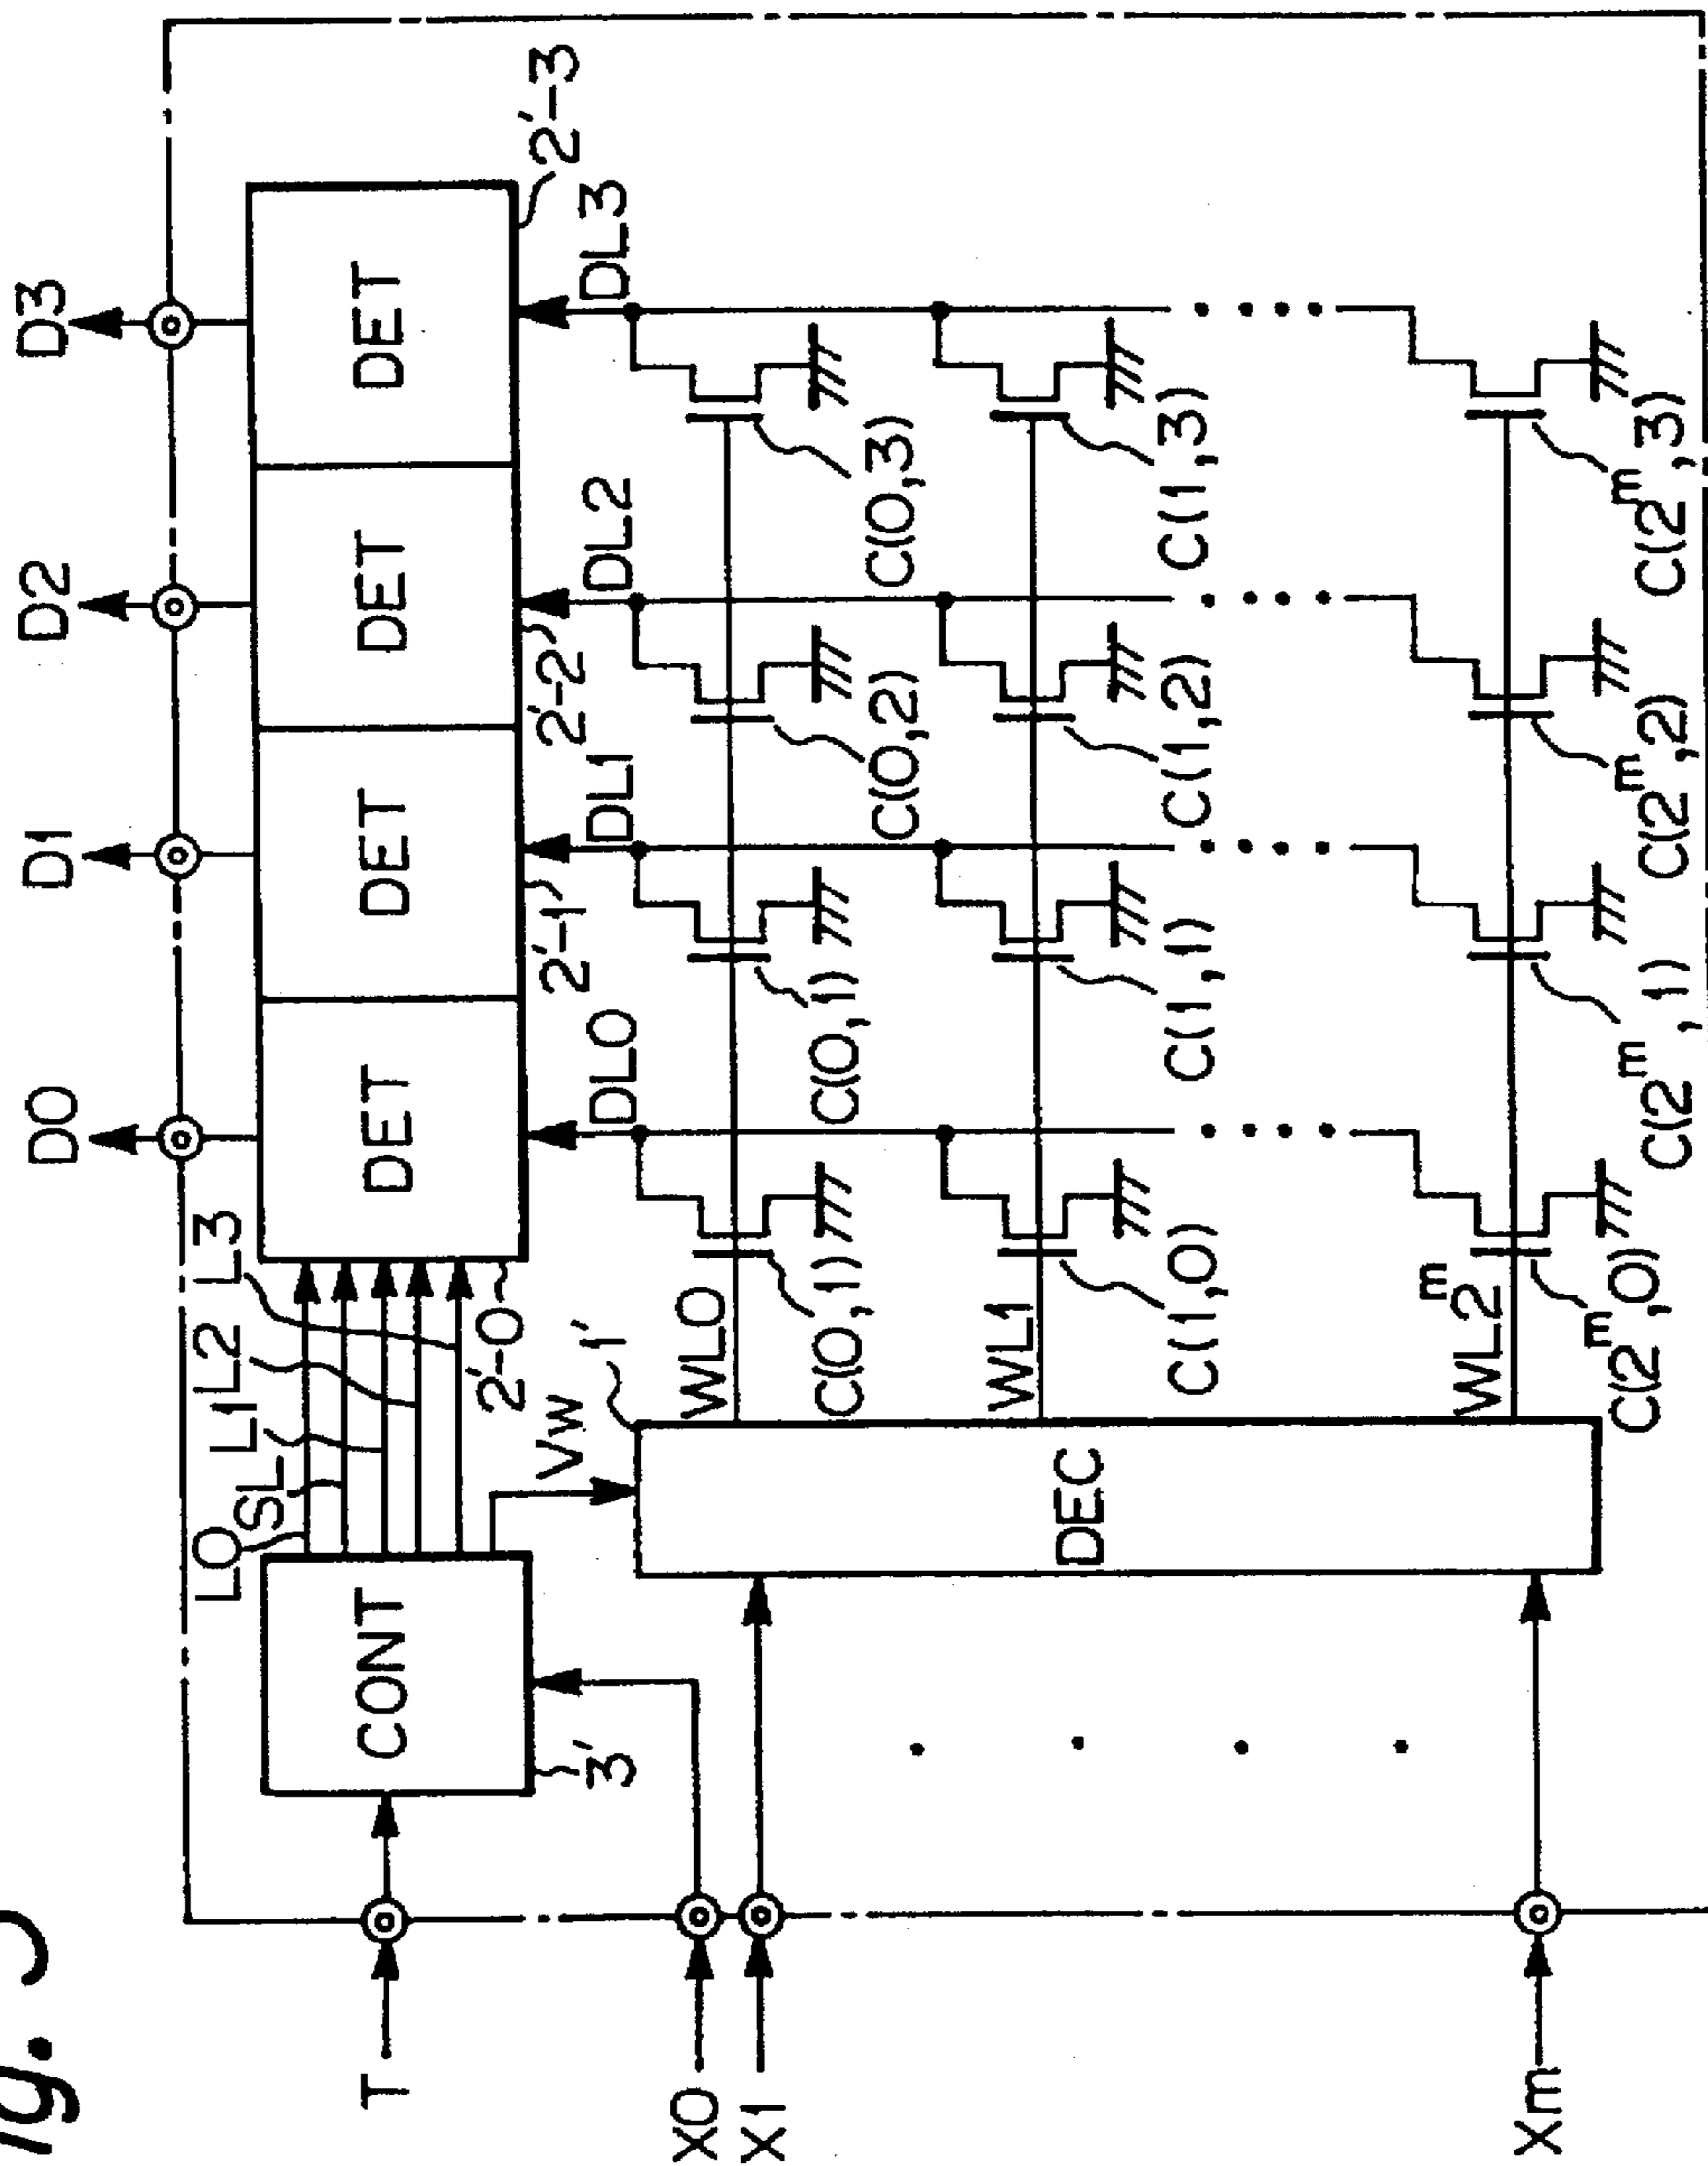 D0 D1 D2 D3
T
CONT
3'
L0
SL
L1
L2
L3
2'-0
DET DET DET DET
2'-1
2'-2
2'-3
Vw
1'
DL0 DL1 DL2 DL3
X0
X1
Xm
DEC
WL0
C(0,1) C(0,1) C(0,2) C(0,3)
WL1
C(1,0) C(1,1) C(1,2) C(1,3)
WL2ᵐ
C(2ᵐ,0) C(2ᵐ,1) C(2ᵐ,2) C(2ᵐ,3)